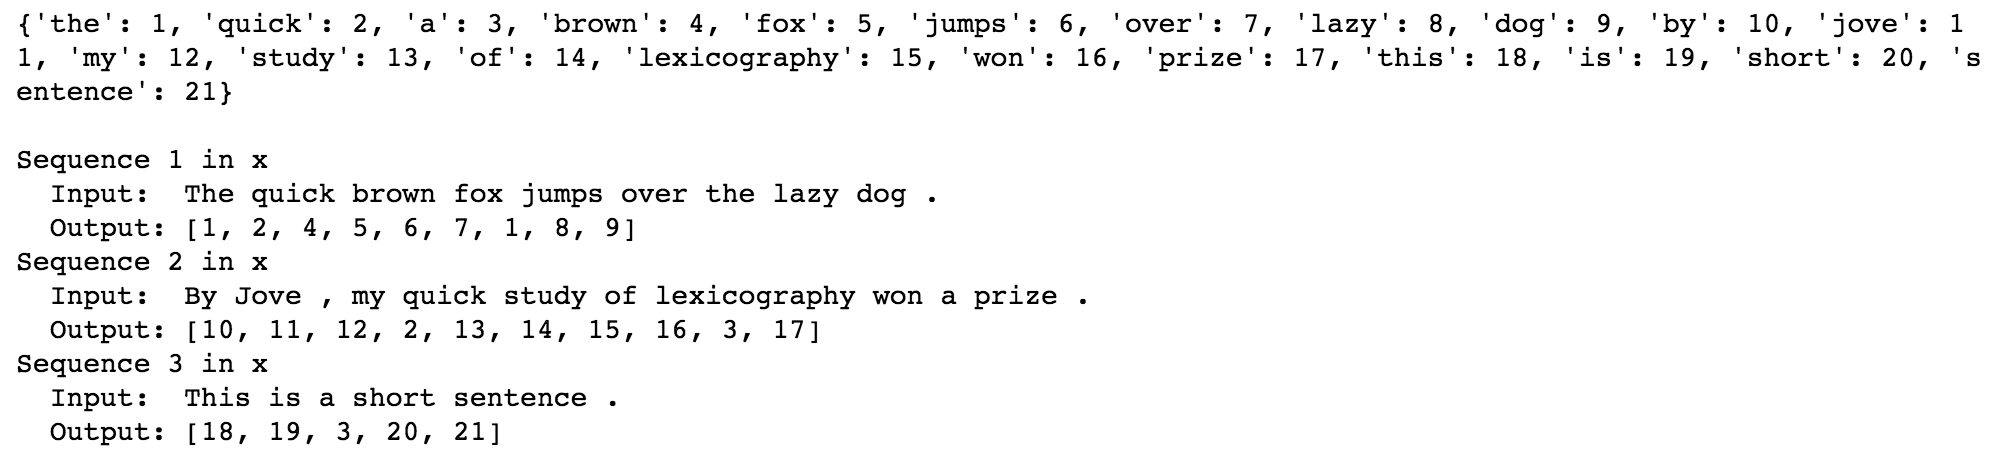 {'the': 1, 'quick': 2, 'a': 3, 'brown': 4, 'fox': 5, 'jumps': 6, 'over': 7, 'lazy': 8, 'dog': 9, 'by': 10, 'jove': 1
1, 'my': 12, 'study': 13, 'of': 14, 'lexicography': 15, 'won': 16, 'prize': 17, 'this': 18, 'is': 19, 'short': 20, 's
entence': 21}

Sequence 1 in x
  Input:  The quick brown fox jumps over the lazy dog .
  Output: [1, 2, 4, 5, 6, 7, 1, 8, 9]
Sequence 2 in x
  Input:  By Jove , my quick study of lexicography won a prize .
  Output: [10, 11, 12, 2, 13, 14, 15, 16, 3, 17]
Sequence 3 in x
  Input:  This is a short sentence .
  Output: [18, 19, 3, 20, 21]